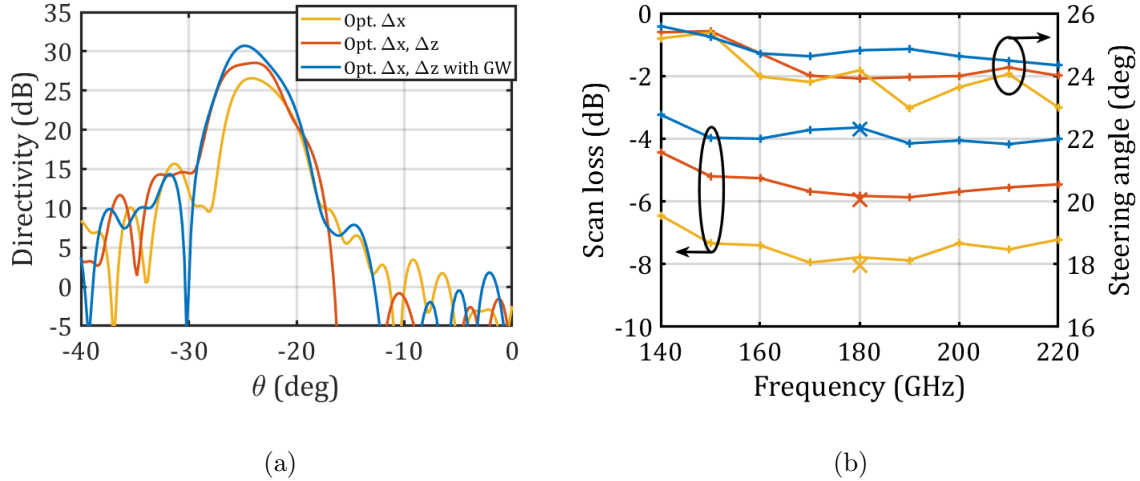 35
30
25
20
15
10
5
0
-5
Directivity (dB)
Opt. Δx
Opt. Δx, Δz
Opt. Δx, Δz with GW
-40 -30 -20 -10 0
θ (deg)
(a)
0
-2
-4
-6
-8
-10
Scan loss (dB)
26
24
22
20
18
16
Steering angle (deg)
140 160 180 200 220
Frequency (GHz)
(b)